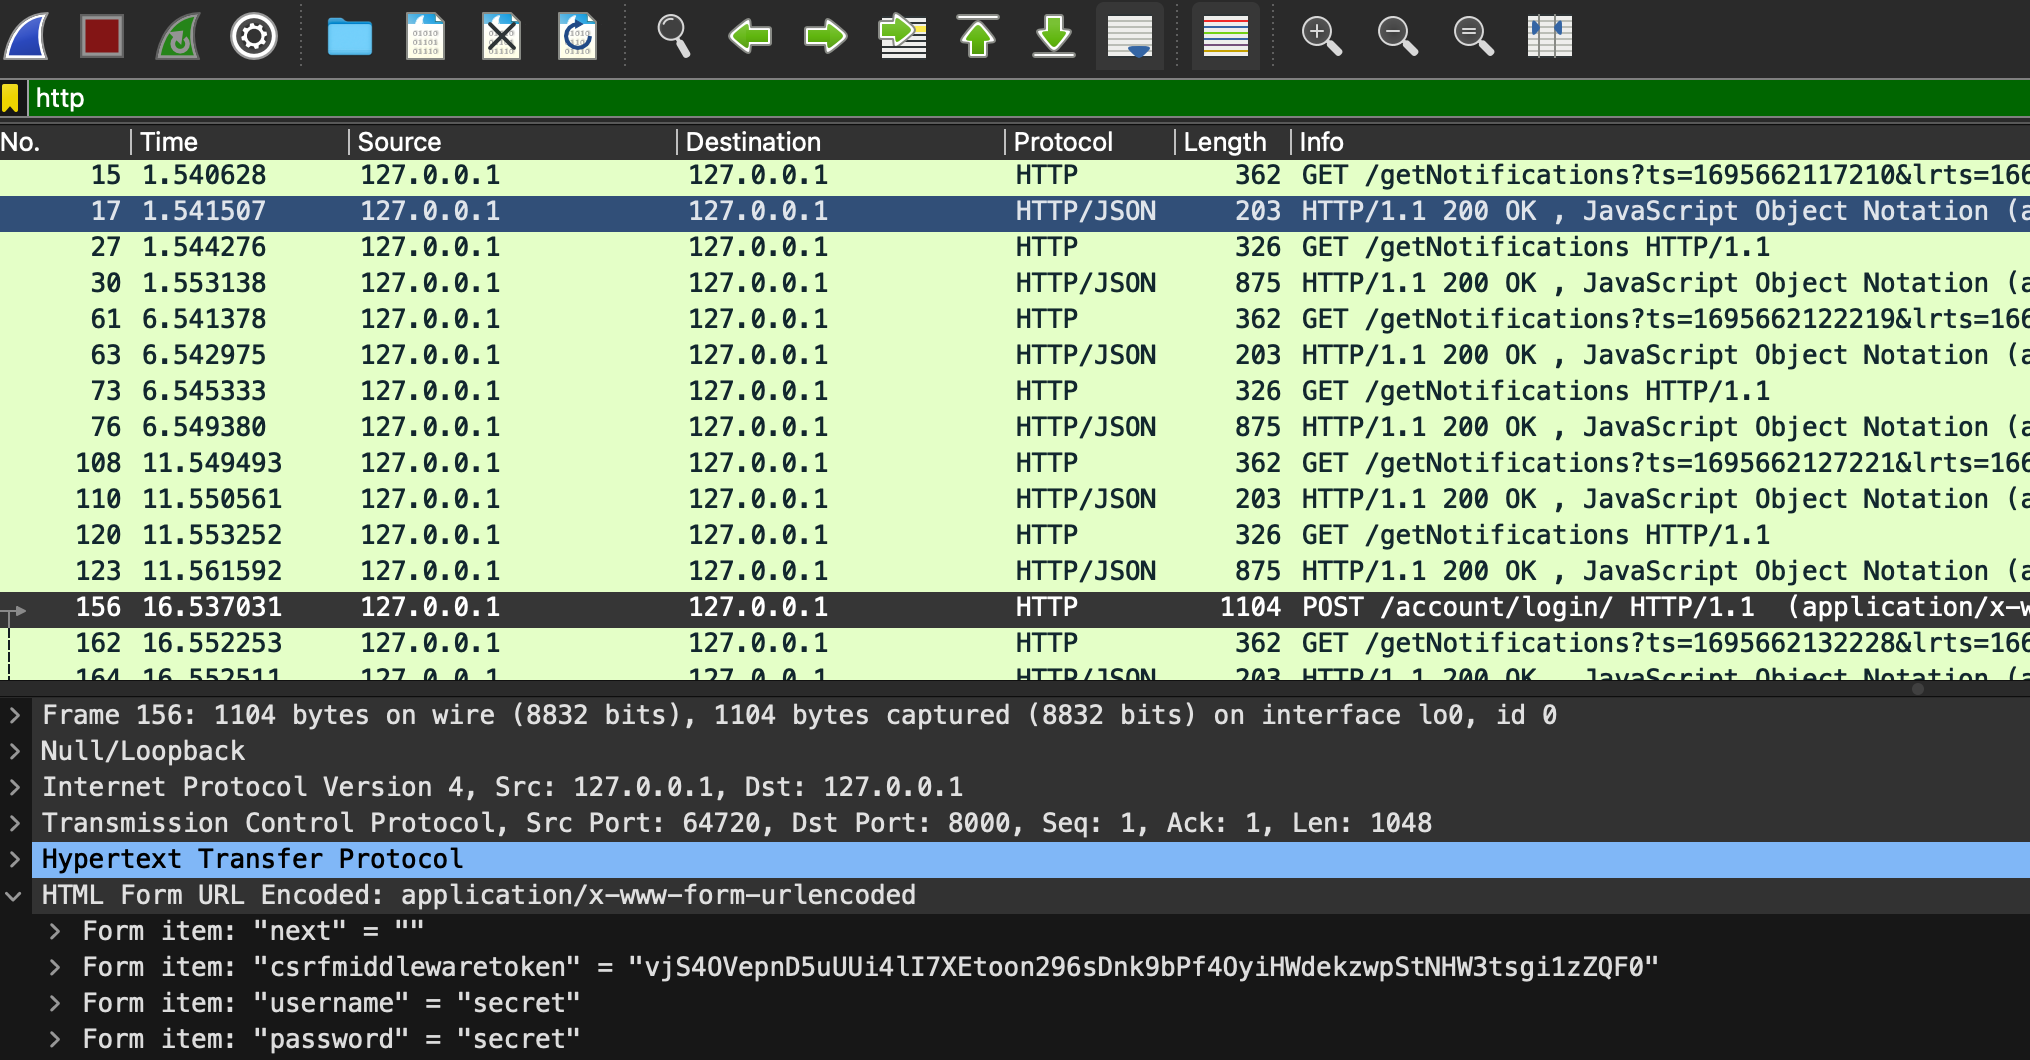 http
No. Time Source Destination Protocol Length Info
15 1.540628 127.0.0.1 127.0.0.1 HTTP 362 GET /getNotifications?ts=1695662117210&lrts=166
17 1.541507 127.0.0.1 127.0.0.1 HTTP/JSON 203 HTTP/1.1 200 OK , JavaScript Object Notation (a
27 1.544276 127.0.0.1 127.0.0.1 HTTP 326 GET /getNotifications HTTP/1.1
30 1.553138 127.0.0.1 127.0.0.1 HTTP/JSON 875 HTTP/1.1 200 OK , JavaScript Object Notation (a
61 6.541378 127.0.0.1 127.0.0.1 HTTP 362 GET /getNotifications?ts=1695662122219&lrts=166
63 6.542975 127.0.0.1 127.0.0.1 HTTP/JSON 203 HTTP/1.1 200 OK , JavaScript Object Notation (a
73 6.545333 127.0.0.1 127.0.0.1 HTTP 326 GET /getNotifications HTTP/1.1
76 6.549380 127.0.0.1 127.0.0.1 HTTP/JSON 875 HTTP/1.1 200 OK , JavaScript Object Notation (a
108 11.549493 127.0.0.1 127.0.0.1 HTTP 362 GET /getNotifications?ts=1695662127221&lrts=166
110 11.550561 127.0.0.1 127.0.0.1 HTTP/JSON 203 HTTP/1.1 200 OK , JavaScript Object Notation (a
120 11.553252 127.0.0.1 127.0.0.1 HTTP 326 GET /getNotifications HTTP/1.1
123 11.561592 127.0.0.1 127.0.0.1 HTTP/JSON 875 HTTP/1.1 200 OK , JavaScript Object Notation (a
156 16.537031 127.0.0.1 127.0.0.1 HTTP 1104 POST /account/login/ HTTP/1.1 (application/x-w
162 16.552253 127.0.0.1 127.0.0.1 HTTP 362 GET /getNotifications?ts=1695662132228&lrts=166
164 16.552511 127.0.0.1 127.0.0.1 HTTP/JSON 203 HTTP/1.1 200 OK , JavaScript Object Notation (a
Frame 156: 1104 bytes on wire (8832 bits), 1104 bytes captured (8832 bits) on interface lo0, id 0
Null/Loopback
Internet Protocol Version 4, Src: 127.0.0.1, Dst: 127.0.0.1
Transmission Control Protocol, Src Port: 64720, Dst Port: 8000, Seq: 1, Ack: 1, Len: 1048
Hypertext Transfer Protocol
HTML Form URL Encoded: application/x-www-form-urlencoded
Form item: "next" = ""
Form item: "csrfmiddlewaretoken" = "vjS4OVepnD5uUUi4lI7XEtoon296sDnk9bPf4OyiHWdekzwpStNHW3tsgi1zZQF0"
Form item: "username" = "secret"
Form item: "password" = "secret"